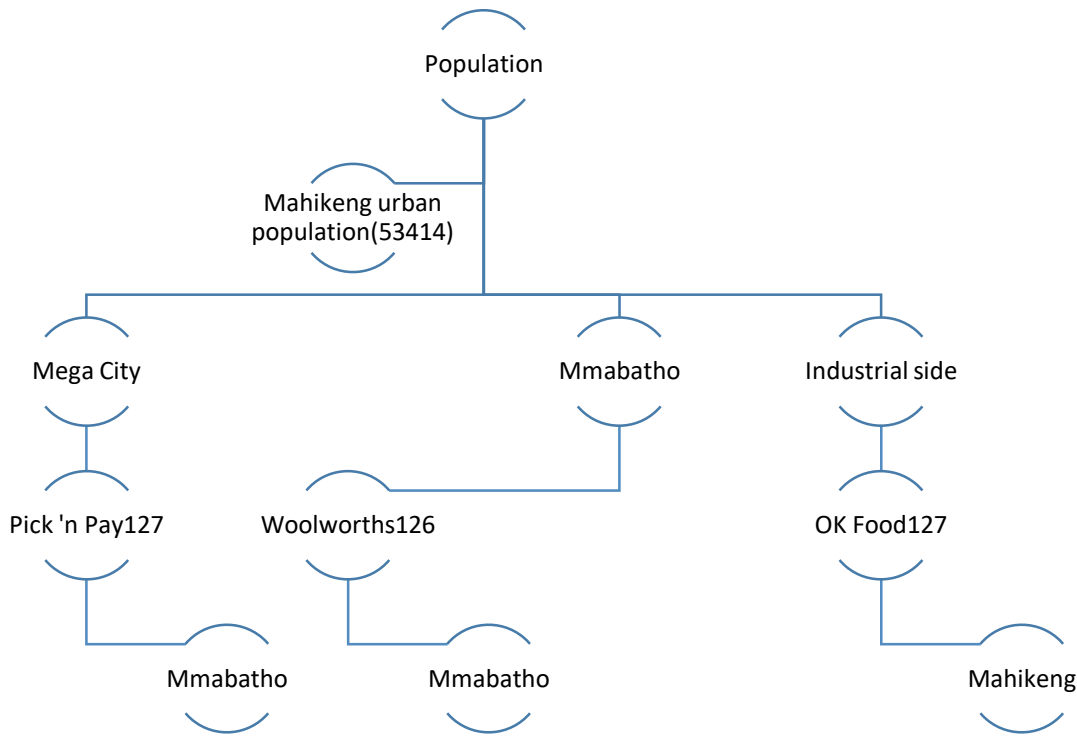 Population
Mahikeng urban
population(53414)
Mega City
Mmabatho
Industrial side
Pick 'n Pay127
Woolworths126
OK Food127
Mmabatho
Mmabatho
Mahikeng